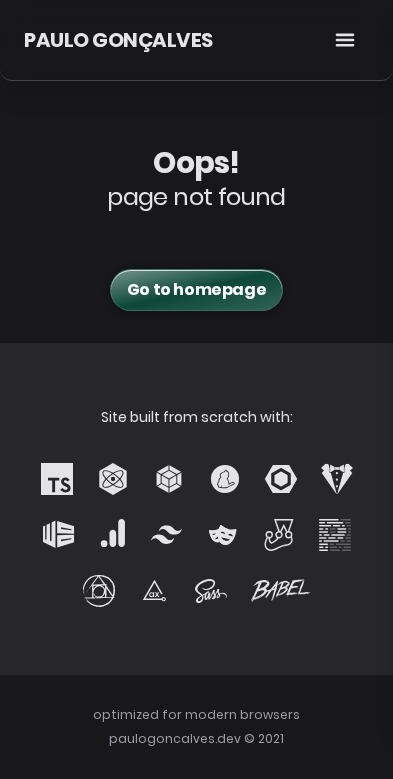 PAULO GONÇALVES
Oops!
page not found
Go to homepage
Site built from scratch with:
TS
ax
Sass
BABEL
optimized for modern browsers
paulogoncalves.dev © 2021